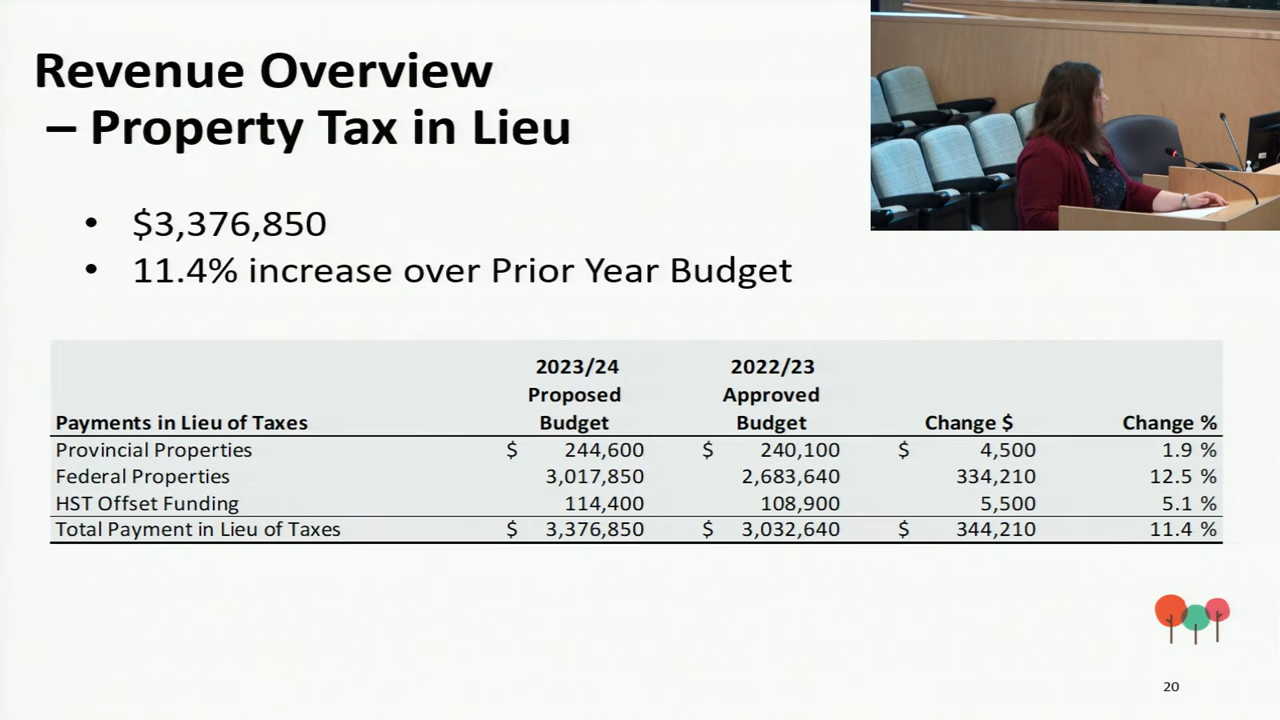 Revenue Overview
– Property Tax in Lieu
• $3,376,850
• 11.4% increase over Prior Year Budget
2023/24 2022/23
Proposed Approved
Payments in Lieu of Taxes Budget Budget Change $ Change %
Provincial Properties $ 244,600 $ 240,100 $ 4,500 1.9 %
Federal Properties 3,017,850 2,683,640 334,210 12.5 %
HST Offset Funding 114,400 108,900 5,500 5.1 %
Total Payment in Lieu of Taxes $ 3,376,850 $ 3,032,640 $ 344,210 11.4 %
20